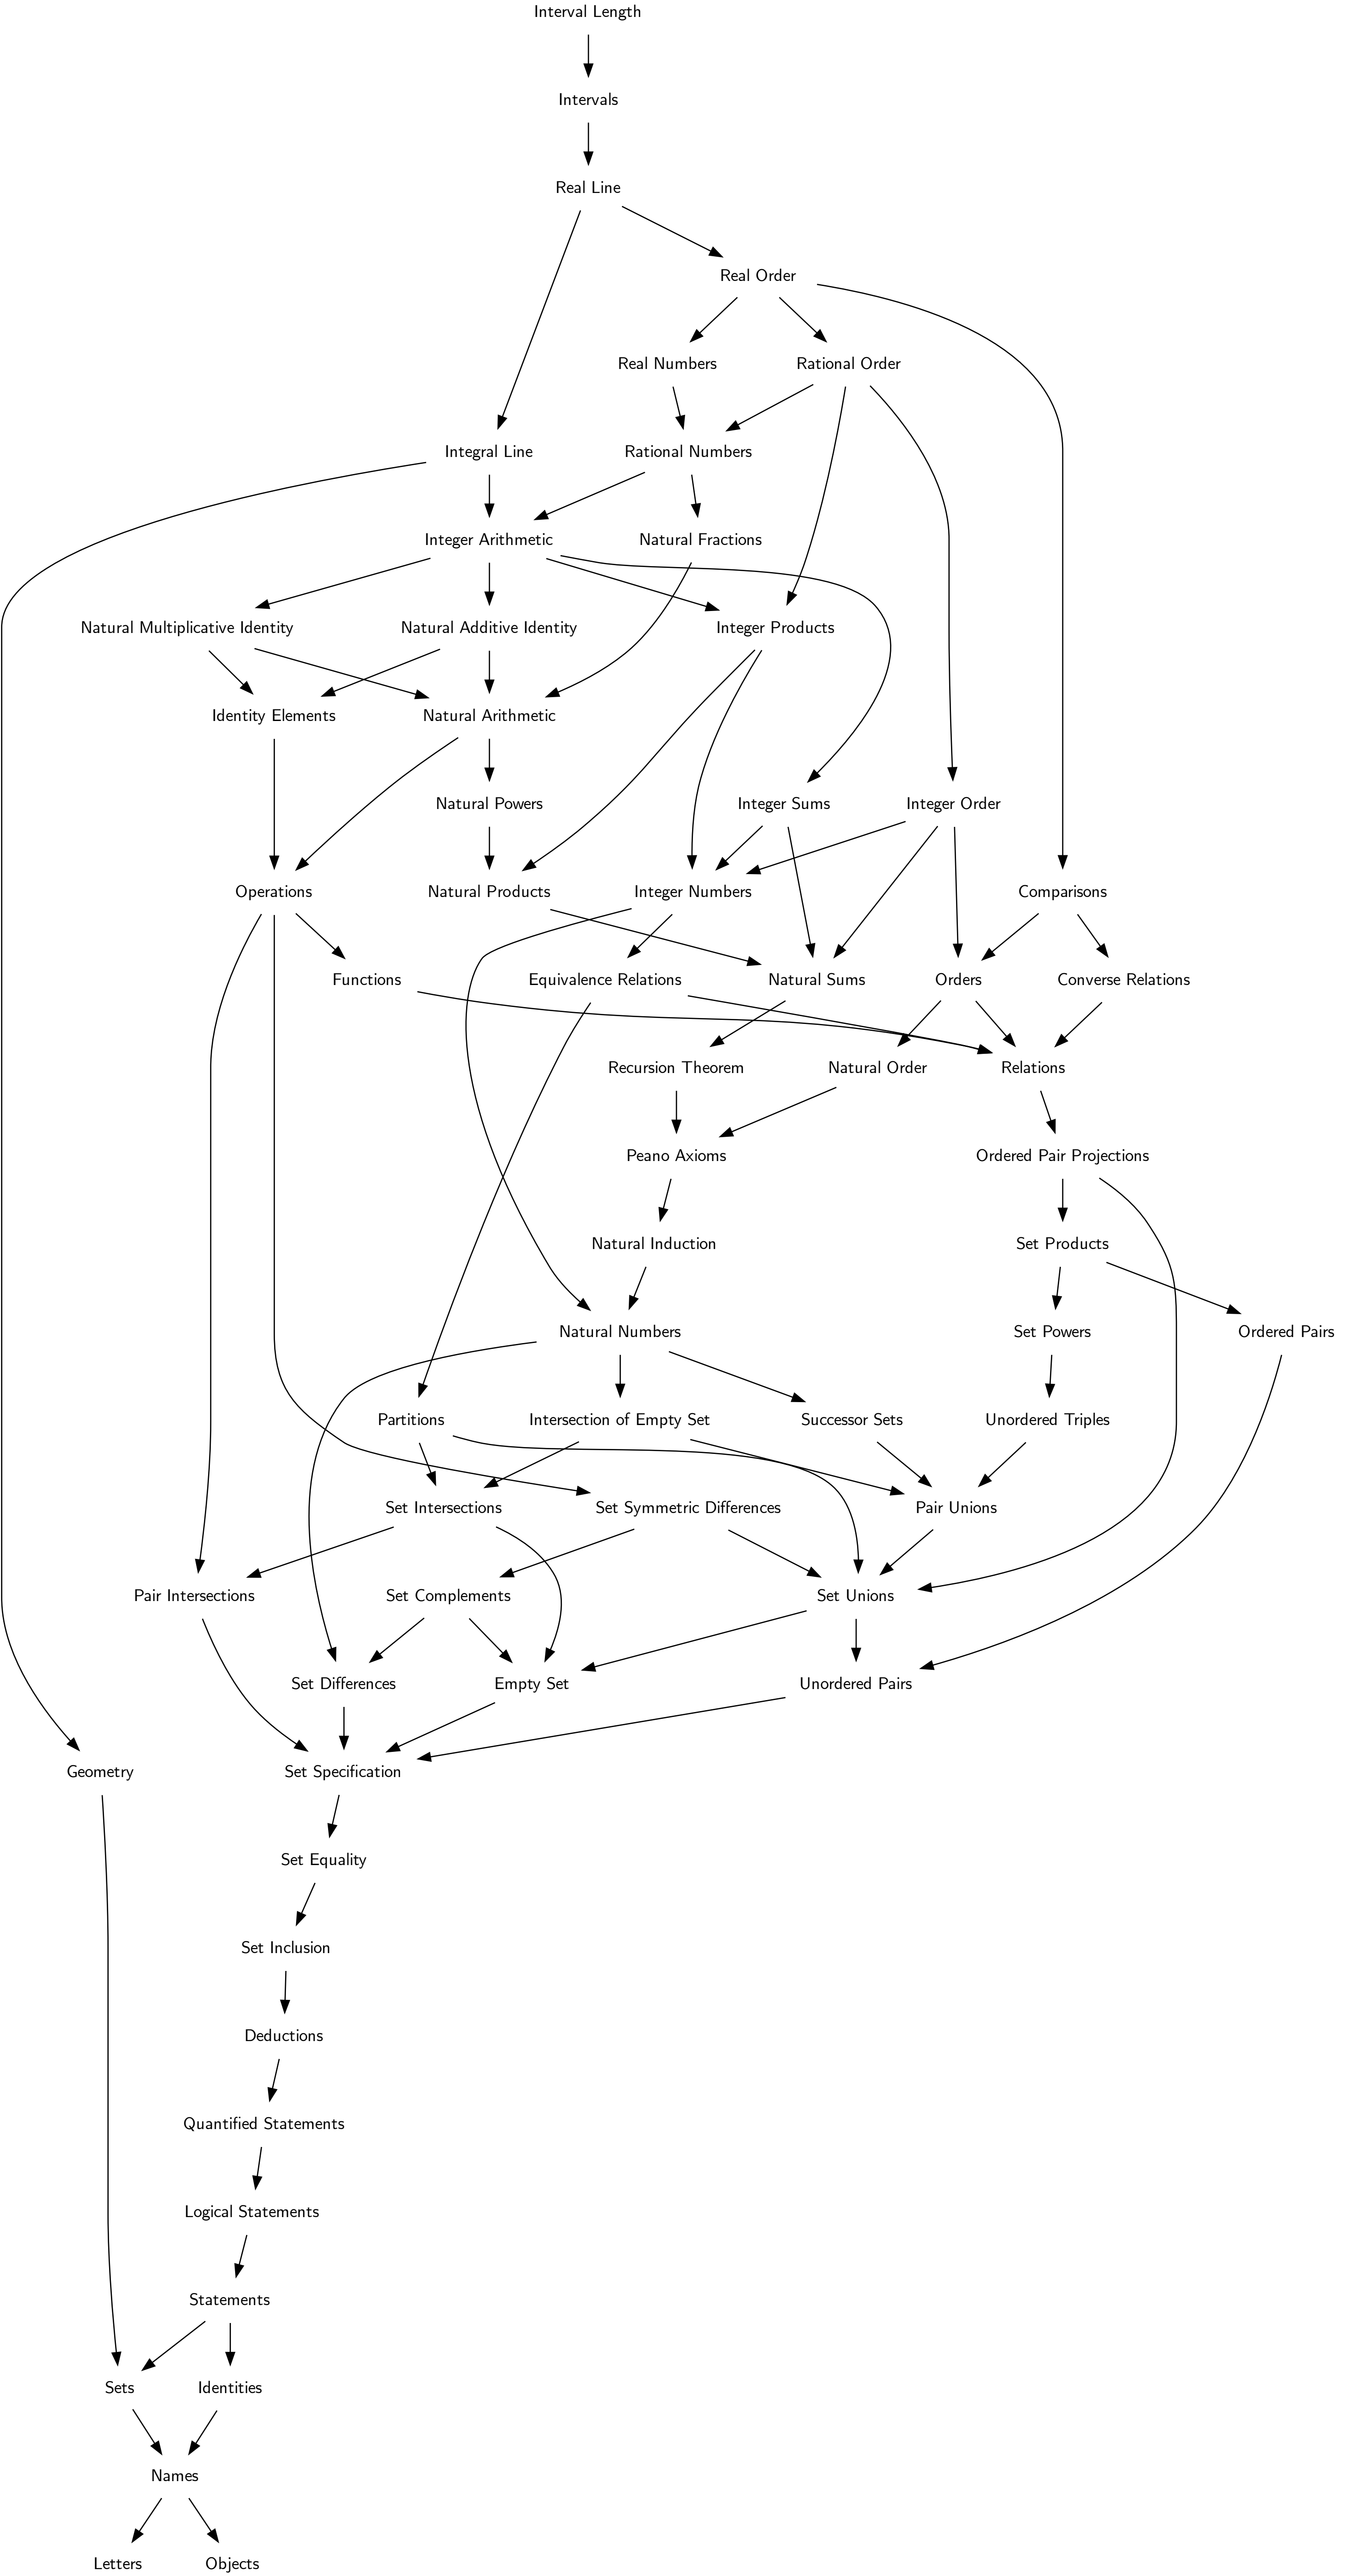 Interval Length
Intervals
Real Line
Real Order
Real Numbers
Rational Order
Integral Line
Rational Numbers
Integer Arithmetic
Natural Fractions
Natural Multiplicative Identity
Natural Additive Identity
Integer Products
Identity Elements
Natural Arithmetic
Natural Powers
Integer Sums
Integer Order
Operations
Natural Products
Integer Numbers
Comparisons
Functions
Equivalence Relations
Natural Sums
Orders
Converse Relations
Recursion Theorem
Natural Order
Relations
Peano Axioms
Ordered Pair Projections
Natural Induction
Set Products
Natural Numbers
Set Powers
Ordered Pairs
Partitions
Intersection of Empty Set
Successor Sets
Unordered Triples
Set Intersections
Set Symmetric Differences
Pair Unions
Pair Intersections
Set Complements
Set Unions
Set Differences
Empty Set
Unordered Pairs
Geometry
Set Specification
Set Equality
Set Inclusion
Deductions
Quantified Statements
Logical Statements
Statements
Sets
Identities
Names
Letters
Objects